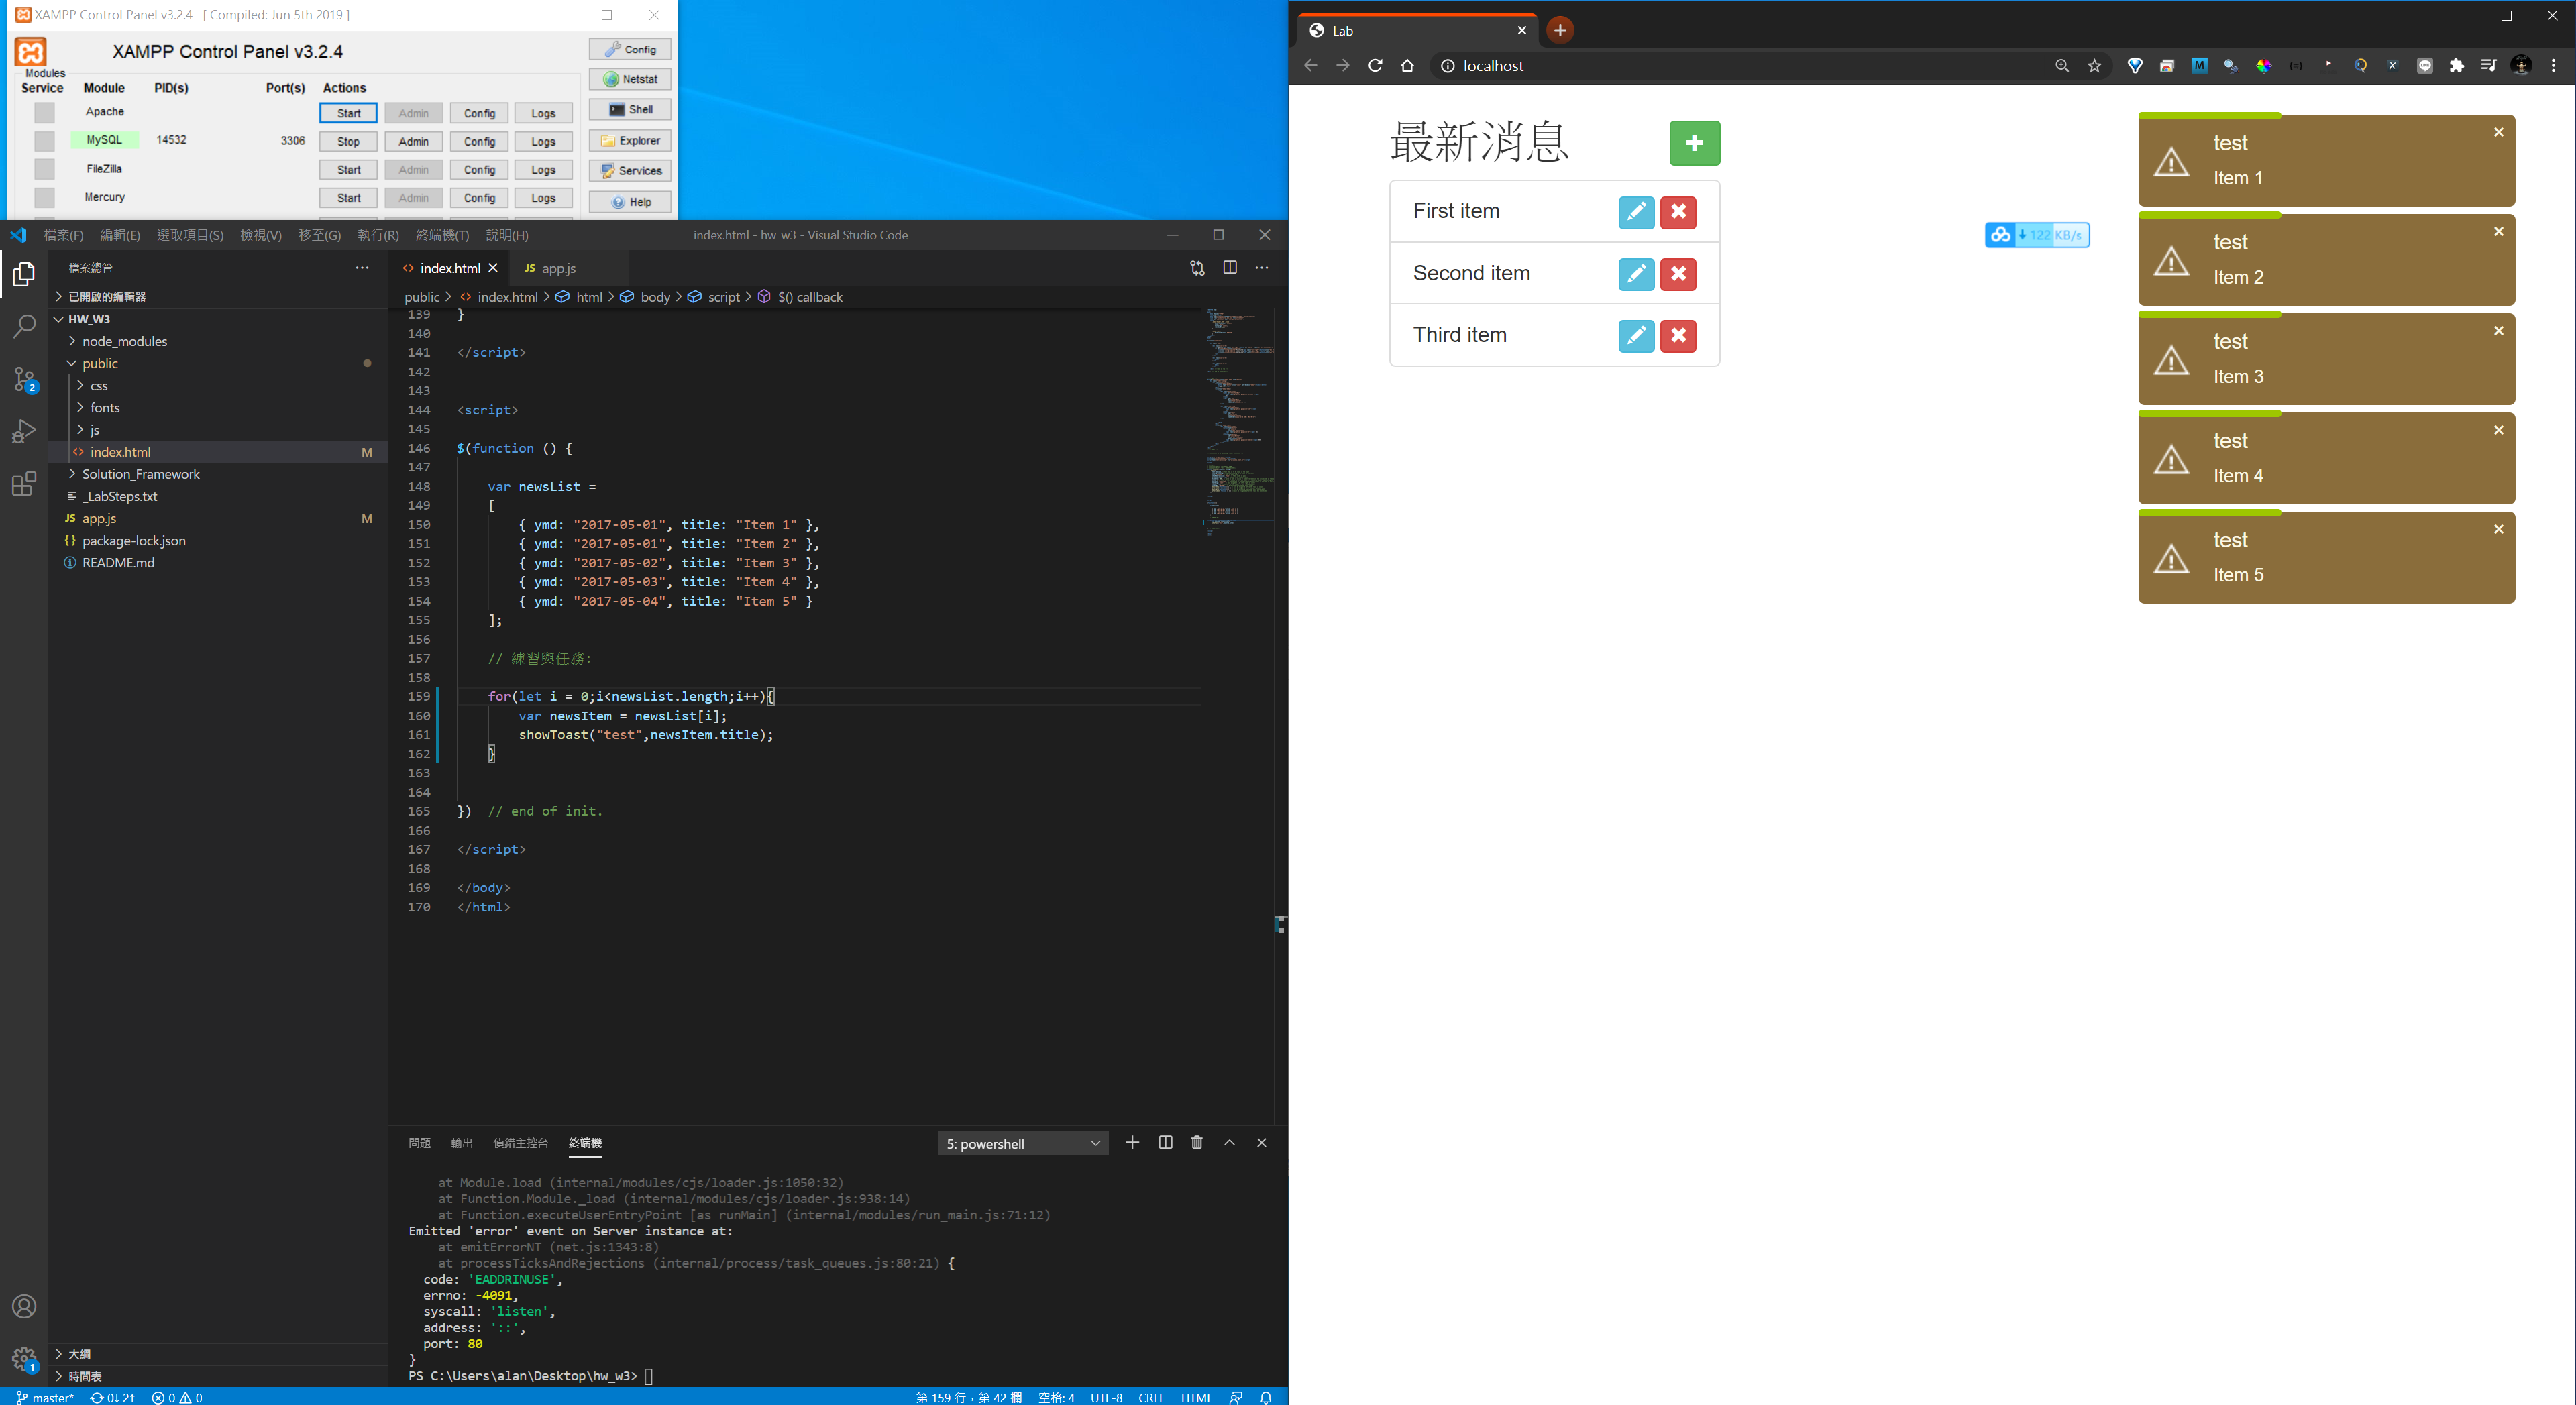 XAMPP Control Panel v3.2.4 [ Compiled: Jun 5th 2019 ]
XAMPP Control Panel v3.2.4
Config
Modules
Service Module PID(s) Port(s) Actions
Netstat
Apache Start Admin Config Logs
Shell
MySQL 14532 3306 Stop Admin Config Logs
Explorer
FileZilla Start Admin Config Logs
Services
Mercury Start Admin Config Logs
Help
檔案(F) 編輯(E) 選取項目(S) 檢視(V) 移至(G) 執行(R) 終端機(T) 說明(H) index.html - hw_w3 - Visual Studio Code
檔案總管
已開啟的編輯器
HW_W3
node_modules
public
css
fonts
js
index.html M
Solution_Framework
_LabSteps.txt
JS app.js M
{} package-lock.json
README.md
大綱
時間表
2
1
index.html JS app.js
public > index.html > html > body > script > $() callback
139 }
140
141 </script>
142
143
144 <script>
145
146 $(function () {
147
148 var newsList =
149 [
150 { ymd: "2017-05-01", title: "Item 1" },
151 { ymd: "2017-05-01", title: "Item 2" },
152 { ymd: "2017-05-02", title: "Item 3" },
153 { ymd: "2017-05-03", title: "Item 4" },
154 { ymd: "2017-05-04", title: "Item 5" }
155 ];
156
157 // 練習與任務:
158
159 for(let i = 0;i<newsList.length;i++){
160 var newsItem = newsList[i];
161 showToast("test",newsItem.title);
162 }
163
164
165 }) // end of init.
166
167 </script>
168
169 </body>
170 </html>
問題 輸出 偵錯主控台 終端機 5: powershell
at Module.load (internal/modules/cjs/loader.js:1050:32)
at Function.Module._load (internal/modules/cjs/loader.js:938:14)
at Function.executeUserEntryPoint [as runMain] (internal/modules/run_main.js:71:12)
Emitted 'error' event on Server instance at:
at emitErrorNT (net.js:1343:8)
at processTicksAndRejections (internal/process/task_queues.js:80:21) {
code: 'EADDRINUSE',
errno: -4091,
syscall: 'listen',
address: '::',
port: 80
}
PS C:\Users\alan\Desktop\hw_w3>
master* 0↓ 2↑ 0 0 第 159 行，第 42 欄 空格: 4 UTF-8 CRLF HTML
Lab
localhost
最新消息
First item
Second item
Third item
122 KB/s
test
Item 1
test
Item 2
test
Item 3
test
Item 4
test
Item 5